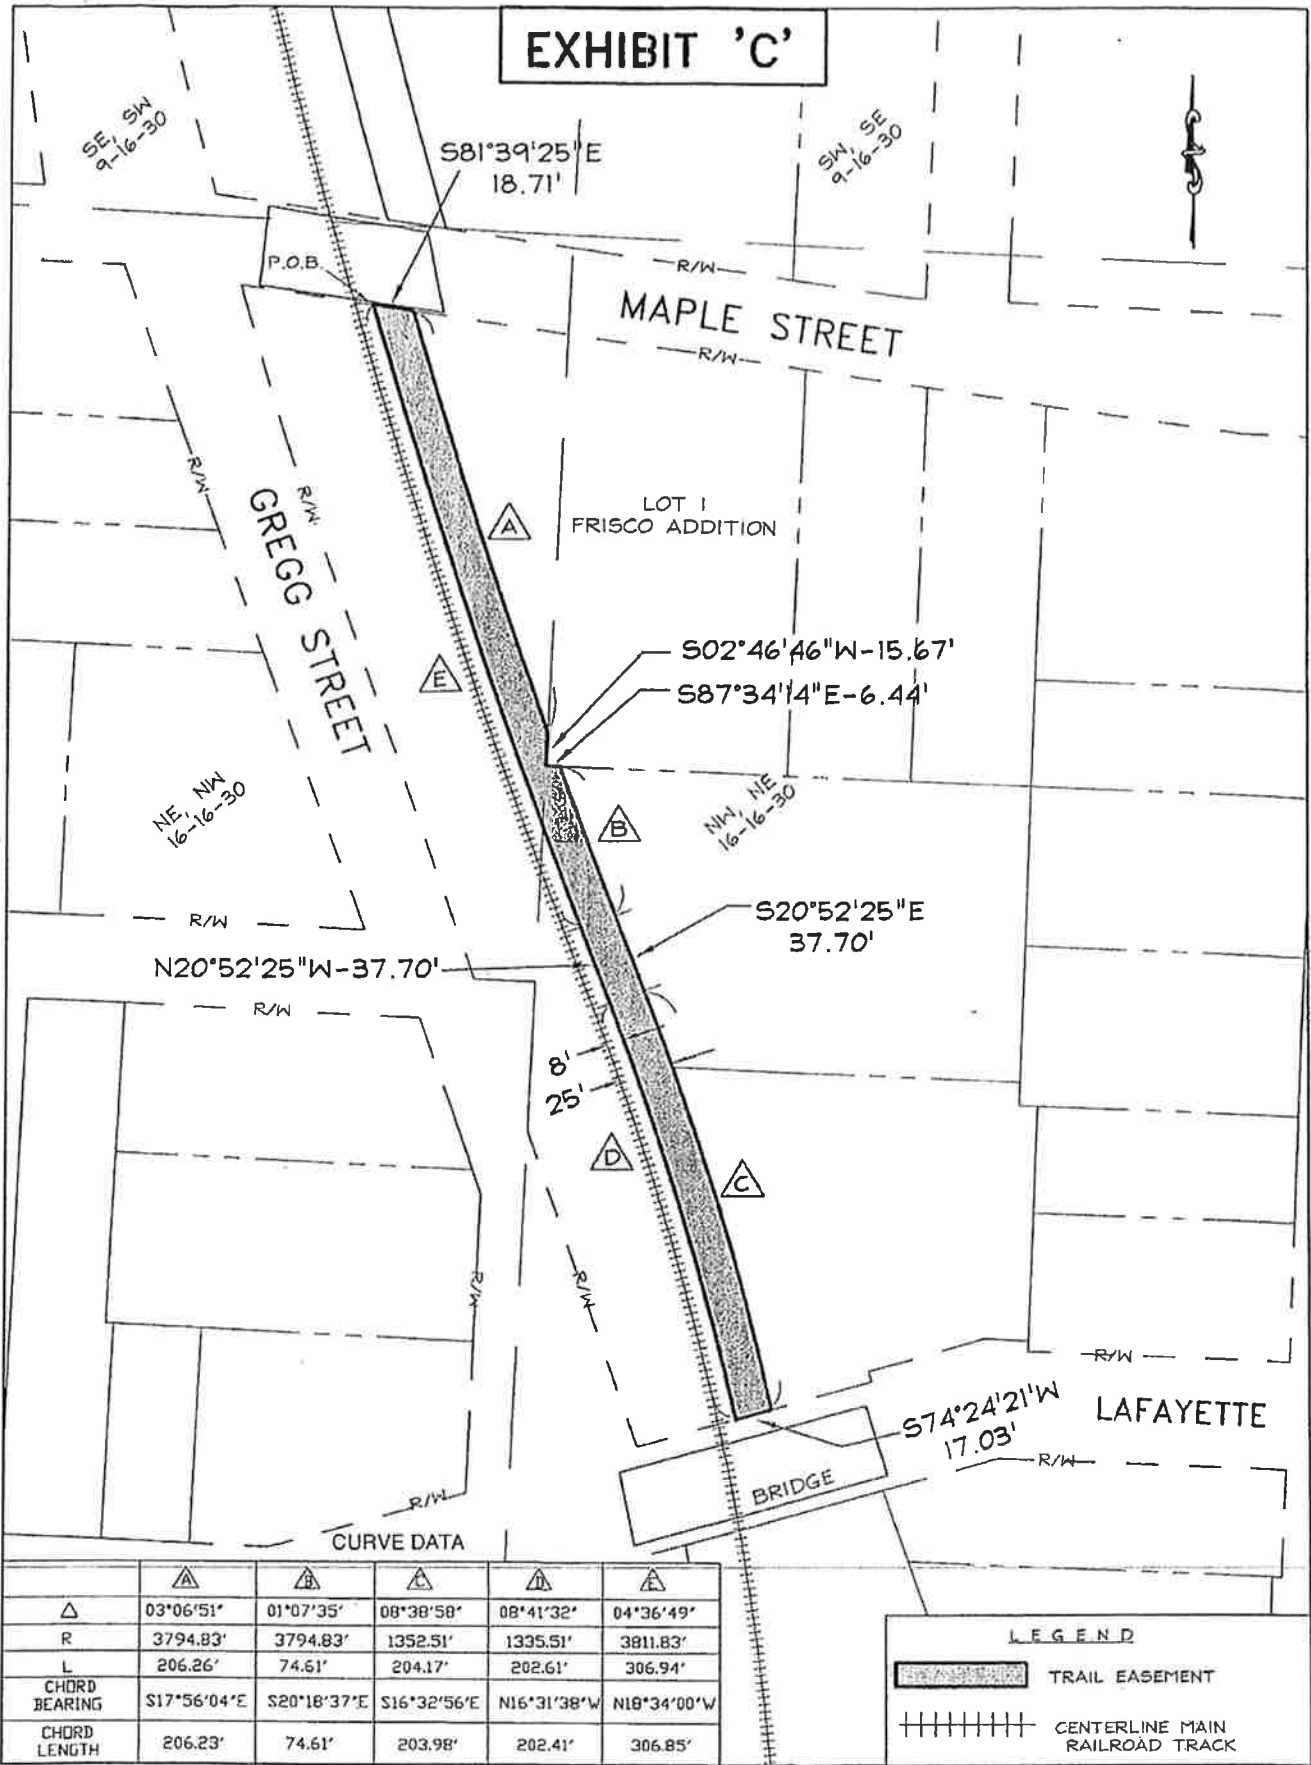 EXHIBIT 'C'
SE, SW
9-16-30
S81°39'25"E
18.71'
SW, SE
9-16-30
P.O.B.
R/W
MAPLE STREET
R/W
R/W
R/W
GREGG STREET
A
LOT 1
FRISCO ADDITION
S02°46'46"W-15.67'
E
S87°34'14"E-6.44'
NE, NW
16-16-30
B
NW, NE
16-16-30
R/W
S20°52'25"E
37.70'
N20°52'25"W-37.70'
R/W
8'
25'
D
C
R/W
R/W
R/W
S74°24'21'W
17.03'
LAFAYETTE
R/W
BRIDGE
R/W
CURVE DATA
A B C D E
△ 03°06'51" 01°07'35' 08°38'58" 08°41'32" 04°36'49"
R 3794.83' 3794.83' 1352.51' 1335.51' 3811.83'
L 206.26' 74.61' 204.17' 202.61' 306.94'
CHORD BEARING S17°56'04"E S20°18'37"E S16°32'56"E N16°31'38"W N18°34'00"W
CHORD LENGTH 206.23' 74.61' 203.98' 202.41' 306.85'
LEGEND
TRAIL EASEMENT
CENTERLINE MAIN
RAILROAD TRACK